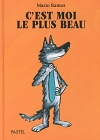 Mario Ramos
C'EST MOI
LE PLUS BEAU
PASTEL